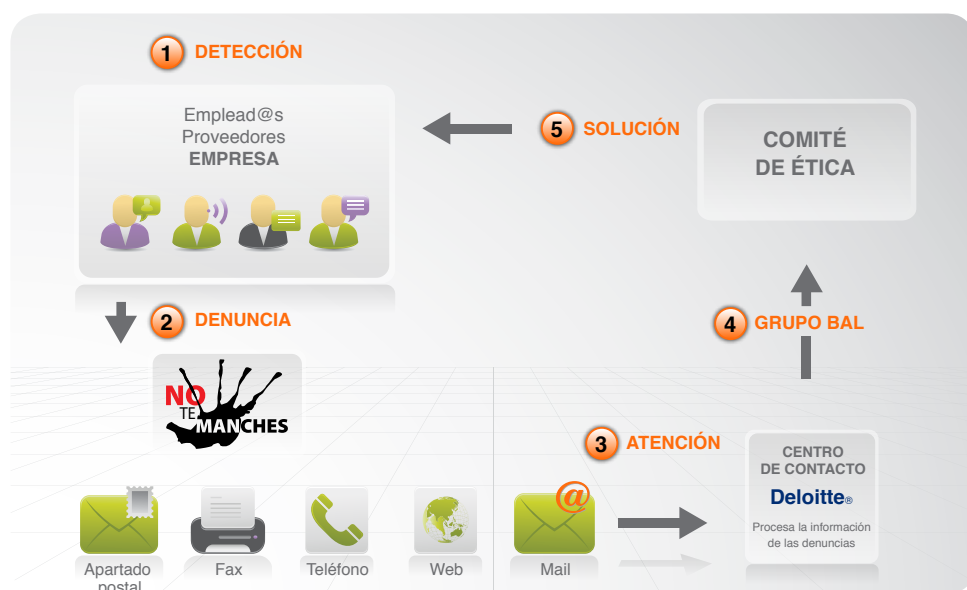 1 DETECCIÓN
Emplead@s
Proveedores
EMPRESA
5 SOLUCIÓN
COMITÉ
DE ÉTICA
2 DENUNCIA
4 GRUPO BAL
NO
TE
MANCHES
3 ATENCIÓN
CENTRO
DE CONTACTO
Deloitte®
Procesa la información
de las denuncias
@
Apartado
postal
Fax
Teléfono
Web
Mail